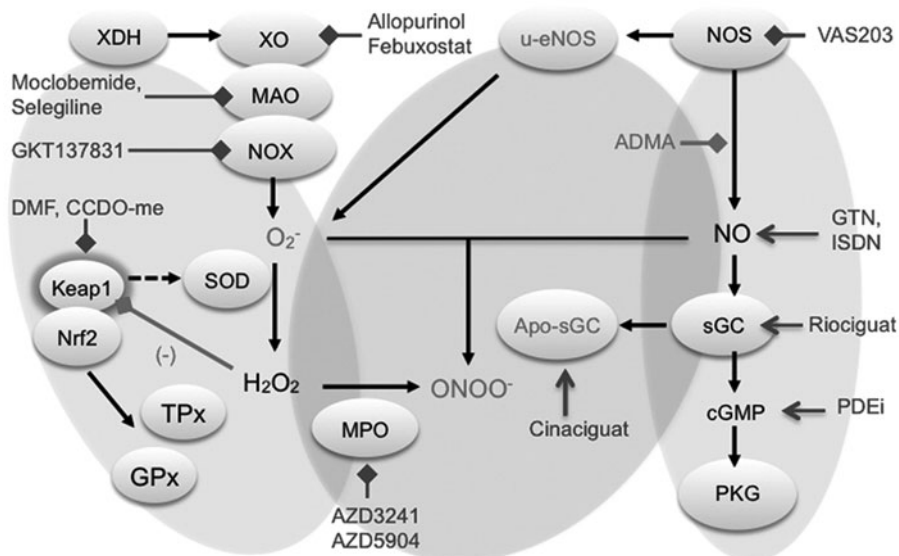 XDH
XO
Allopurinol
Febuxostat
u-eNOS
NOS
VAS203
Moclobemide,
Selegiline
MAO
GKT137831
NOX
ADMA
DMF, CCDO-me
O₂⁻
NO
GTN,
ISDN
Keap1
SOD
Nrf2
(-)
Apo-sGC
sGC
Riociguat
H₂O₂
ONOO⁻
TPx
MPO
Cinaciguat
cGMP
PDEi
GPx
PKG
AZD3241
AZD5904